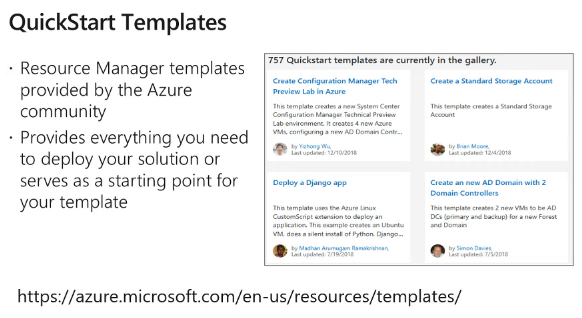 QuickStart Templates
· Resource Manager templates
provided by the Azure
community
· Provides everything you need
to deploy your solution or
serves as a starting point for
your template
757 Quickstart templates are currently in the gallery.
Create Configuration Manager Tech
Preview Lab in Azure
This template creates a new System Center
Configuration Manager Technical Preview
Lab environment. It creates 4 new Azure
VMs, configuring a new AD Domain Contr...
by Yizhong Wu,
Last updated: 12/10/2018
Create a Standard Storage Account
This template creates a Standard Storage
Account
by Brian Moore,
Last updated: 12/4/2018
Deploy a Django app
This template uses the Azure Linux
CustomScript extension to deploy an
application. This example creates an Ubuntu
VM, does a silent install of Python, Django...
by Madhan Arumugam Ramakrishnan,
Last updated: 7/19/2018
Create an new AD Domain with 2
Domain Controllers
This template creates 2 new VMs to be AD
DCs (primary and backup) for a new Forest
and Domain
by Simon Davies,
Last updated: 7/5/2018
https://azure.microsoft.com/en-us/resources/templates/